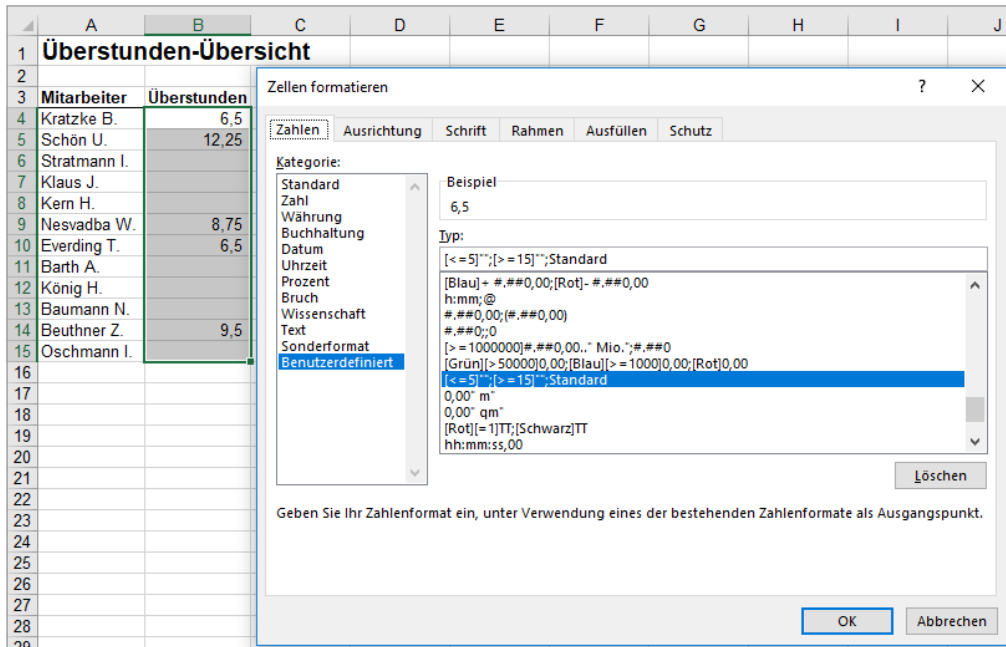 A B C D E F G H I J
1 Überstunden-Übersicht
2
3 Mitarbeiter Überstunden
4 Kratzke B. 6,5
5 Schön U. 12,25
6 Stratmann I.
7 Klaus J.
8 Kern H.
9 Nesvadba W. 8,75
10 Everding T. 6,5
11 Barth A.
12 König H.
13 Baumann N.
14 Beuthner Z. 9,5
15 Oschmann I.
16
17
18
19
20
21
22
23
24
25
26
27
28
29
Zellen formatieren ?
Zahlen Ausrichtung Schrift Rahmen Ausfüllen Schutz
Kategorie:
Standard
Zahl
Währung
Buchhaltung
Datum
Uhrzeit
Prozent
Bruch
Wissenschaft
Text
Sonderformat
Benutzerdefiniert
Beispiel
6,5
Typ:
[<=5]"";[>=15]"";Standard
[Blau]+ #.##0,00;[Rot]- #.##0,00
h:mm;@
#.##0,00;(#.##0,00)
#.##0;;0
[>=1000000]#.##0,00.." Mio.";#.##0
[Grün][>50000]0,00;[Blau][>=1000]0,00;[Rot]0,00
[<=5]"";[>=15]"";Standard
0,00" m"
0,00" qm"
[Rot][=1]TT;[Schwarz]TT
hh:mm:ss,00
Löschen
Geben Sie Ihr Zahlenformat ein, unter Verwendung eines der bestehenden Zahlenformate als Ausgangspunkt.
OK Abbrechen